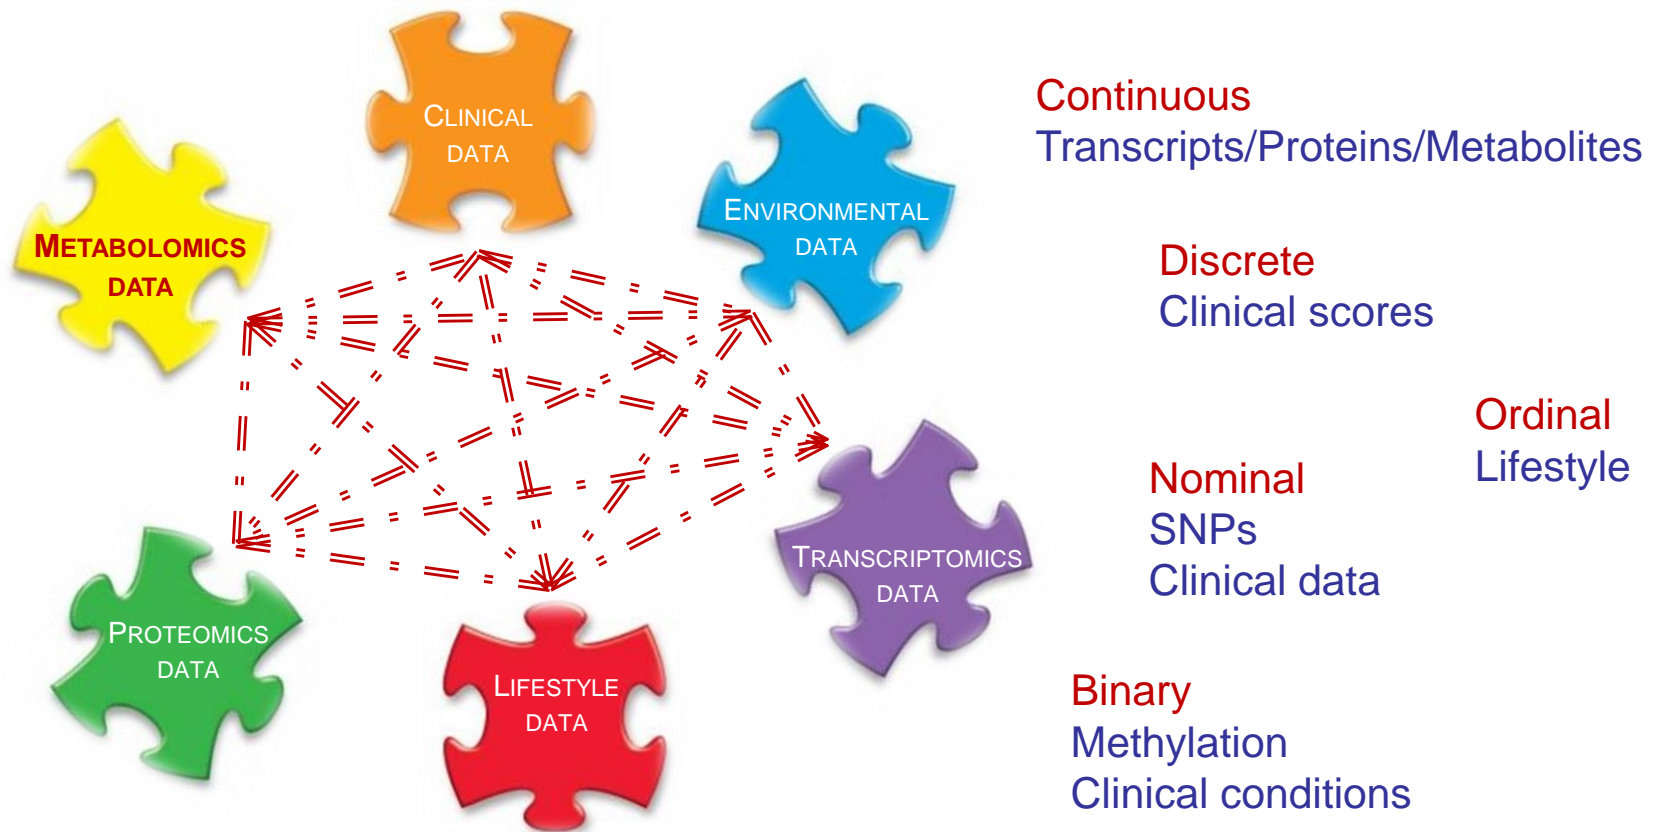 CLINICAL
DATA
ENVIRONMENTAL
DATA
METABOLOMICS
DATA
TRANSCRIPTOMICS
DATA
PROTEOMICS
DATA
LIFESTYLE
DATA
Continuous
Transcripts/Proteins/Metabolites
Discrete
Clinical scores
Ordinal
Lifestyle
Nominal
SNPs
Clinical data
Binary
Methylation
Clinical conditions